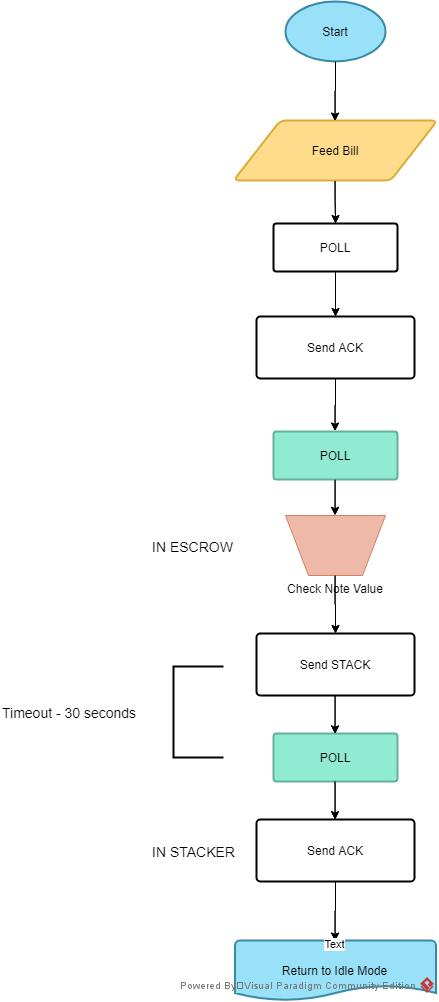 Start
Feed Bill
POLL
Send ACK
POLL
IN ESCROW
Check Note Value
Send STACK
Timeout - 30 seconds
POLL
IN STACKER
Send ACK
Text
Return to Idle Mode
Powered By Visual Paradigm Community Edition